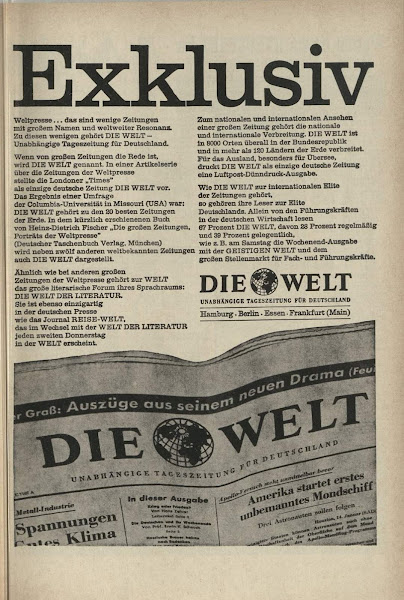 Exklusiv
Weltpresse ... das sind wenige Zeitungen
mit großem Namen und weltweiter Resonanz.
Zu diesen wenigen gehört DIE WELT –
Unabhängige Tageszeitung für Deutschland.
Wenn von großen Zeitungen die Rede ist,
wird DIE WELT genannt. In einer Artikelserie
über die Zeitungen der Weltpresse
stellte die Londoner „Times"
als einzige deutsche Zeitung DIE WELT vor.
Das Ergebnis einer Umfrage
der Columbia-Universität in Missouri (USA) war:
DIE WELT gehört zu den 20 besten Zeitungen
der Erde. In dem kürzlich erschienenen Buch
von Heinz-Dietrich Fischer „Die großen Zeitungen,
Porträts der Weltpresse"
(Deutscher Taschenbuch Verlag, München)
wird neben zwölf anderen weltbekannten Zeitungen
auch DIE WELT dargestellt.
Ähnlich wie bei anderen großen
Zeitungen der Weltpresse gehört zur WELT
das große literarische Forum ihres Sprachraums:
DIE WELT DER LITERATUR.
Sie ist ebenso einzigartig
in der deutschen Presse
wie das Journal REISE-WELT,
das im Wechsel mit der WELT DER LITERATUR
jeden zweiten Donnerstag
in der WELT erscheint.
Zum nationalen und internationalen Ansehen
einer großen Zeitung gehört die nationale
und internationale Verbreitung. DIE WELT ist
in 8000 Orten überall in der Bundesrepublik
und in mehr als 120 Ländern der Erde verbreitet.
Für das Ausland, besonders für Übersee,
druckt DIE WELT als einzige deutsche Zeitung
eine Luftpost-Dünndruck-Ausgabe.
Wie DIE WELT zur internationalen Elite
der Zeitungen gehört,
so gehören ihre Leser zur Elite
Deutschlands. Allein von den Führungskräften
in der deutschen Wirtschaft lesen
67 Prozent DIE WELT, davon 28 Prozent regelmäßig
und 39 Prozent gelegentlich,
wie z.B. am Samstag die Wochenend-Ausgabe
mit der GEISTIGEN WELT und dem
großen Stellenmarkt für Fach- und Führungskräfte.
DIE WELT
UNABHÄNGIGE TAGESZEITUNG FÜR DEUTSCHLAND
Hamburg · Berlin · Essen · Frankfurt (Main)
er Graß: Auszüge aus seinem neuen Drama (Feu
DIE WELT
UNABHÄNGIGE TAGESZEITUNG FÜR DEUTSCHLAND
Metall-Industrie
Spannungen
Klima
In dieser Ausgabe
Apollo-Versuch steht unmittelbar bevor
Amerika startet erstes
unbemanntes Mondschiff
Drei Astronauten sollen folgen